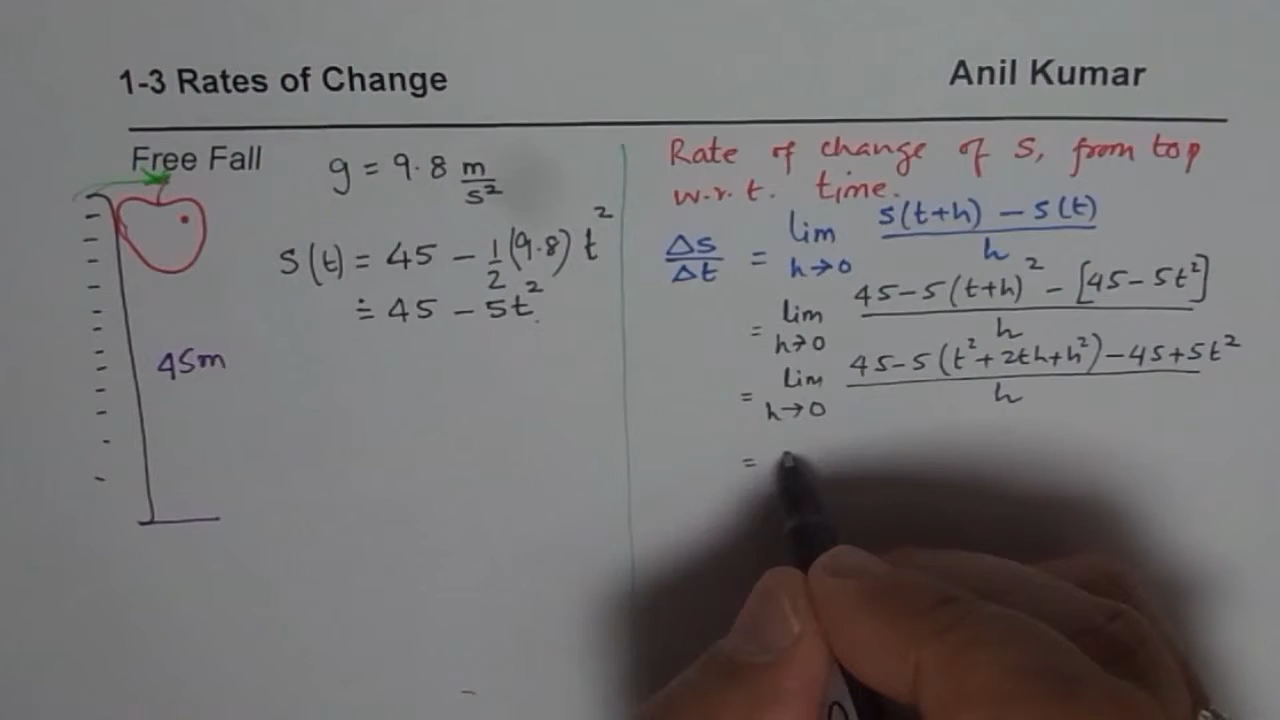 1-3 Rates of Change
Anil Kumar
Free Fall
g = 9.8 m/s²
45m
s(t) = 45 - 1/2 (9.8) t²
≐ 45 - 5t².
Rate of change of S, from top
w.r.t. time.
Δs/Δt = lim h→0 (s(t+h) - s(t))/h
= lim h→0 (45-5(t+h)² - [45-5t²])/h
= lim h→0 (45-5(t²+2th+h²)-45+5t²)/h
=